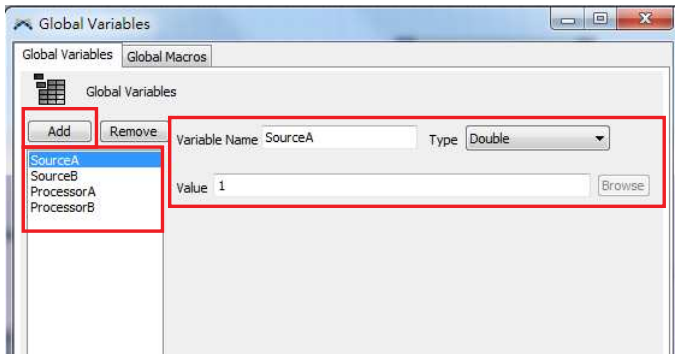 Global Variables
Global Variables Global Macros
Global Variables
Add Remove
Variable Name SourceA Type Double
SourceA
SourceB
ProcessorA
ProcessorB
Value 1 Browse